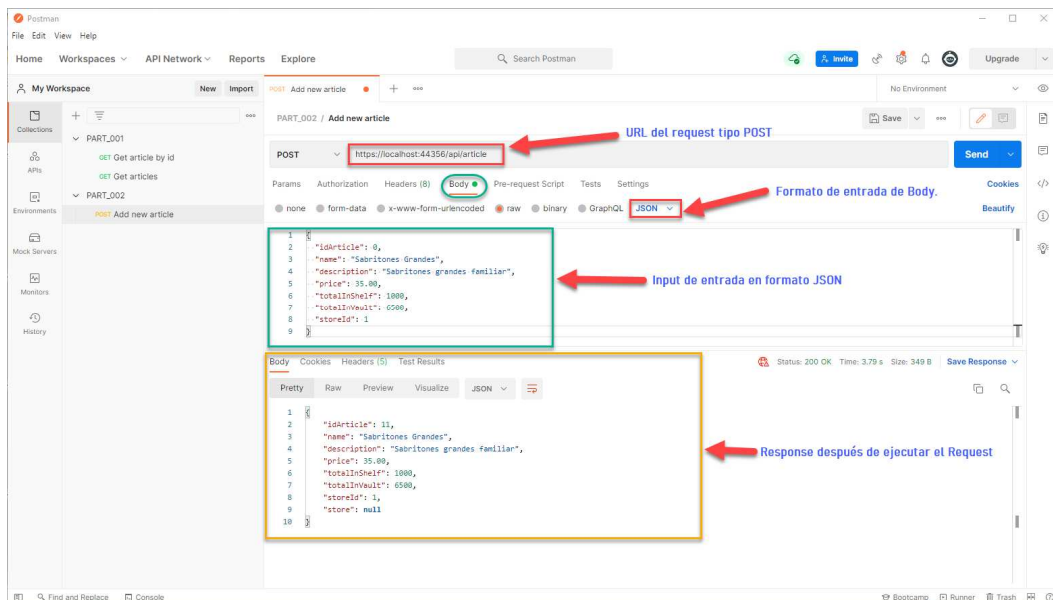 Postman
File Edit View Help
Home Workspaces API Network Reports Explore
Search Postman
Invite
Upgrade
My Workspace
New Import
POST Add new article
No Environment
Collections
APIs
Environments
Mock Servers
Monitors
History
PART_001
GET Get article by id
GET Get articles
PART_002
POST Add new article
PART_002 / Add new article
Save
URL del request tipo POST
POST
https://localhost:44356/api/article
Send
Params Authorization Headers (8) Body Pre-request Script Tests Settings
Cookies
Formato de entrada de Body.
none form-data x-www-form-urlencoded raw binary GraphQL JSON
Beautify
1 {
2 "idArticle": 0,
3 "name": "Sabritones Grandes",
4 "description": "Sabritones grandes familiar",
5 "price": 35.00,
6 "totalInShelf": 1000,
7 "totalInVault": 6500,
8 "storeId": 1
9 }
Input de entrada en formato JSON
Body Cookies Headers (5) Test Results
Status: 200 OK Time: 3.79 s Size: 349 B Save Response
Pretty Raw Preview Visualize JSON
1 {
2 "idArticle": 11,
3 "name": "Sabritones Grandes",
4 "description": "Sabritones grandes familiar",
5 "price": 35.00,
6 "totalInShelf": 1000,
7 "totalInVault": 6500,
8 "storeId": 1,
9 "store": null
10 }
Response después de ejecutar el Request
Find and Replace Console
Bootcamp Runner Trash